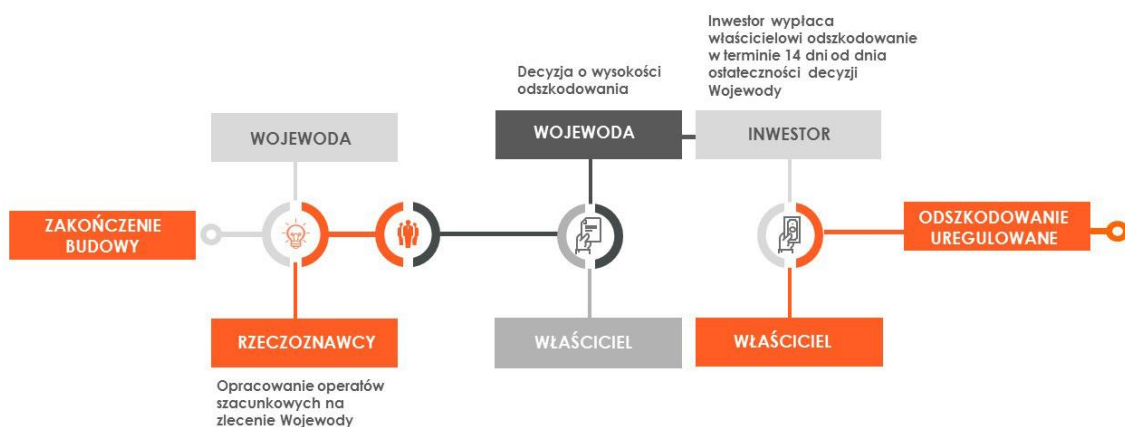 Inwestor wypłaca
właścicielowi odszkodowanie
w terminie 14 dni od dnia
ostateczności decyzji
Wojewody
Decyzja o wysokości
odszkodowania
WOJEWODA
WOJEWODA
INWESTOR
ZAKOŃCZENIE
BUDOWY
ODSZKODOWANIE
UREGULOWANE
RZECZOZNAWCY
WŁAŚCICIEL
WŁAŚCICIEL
Opracowanie operatów
szacunkowych na
zlecenie Wojewody